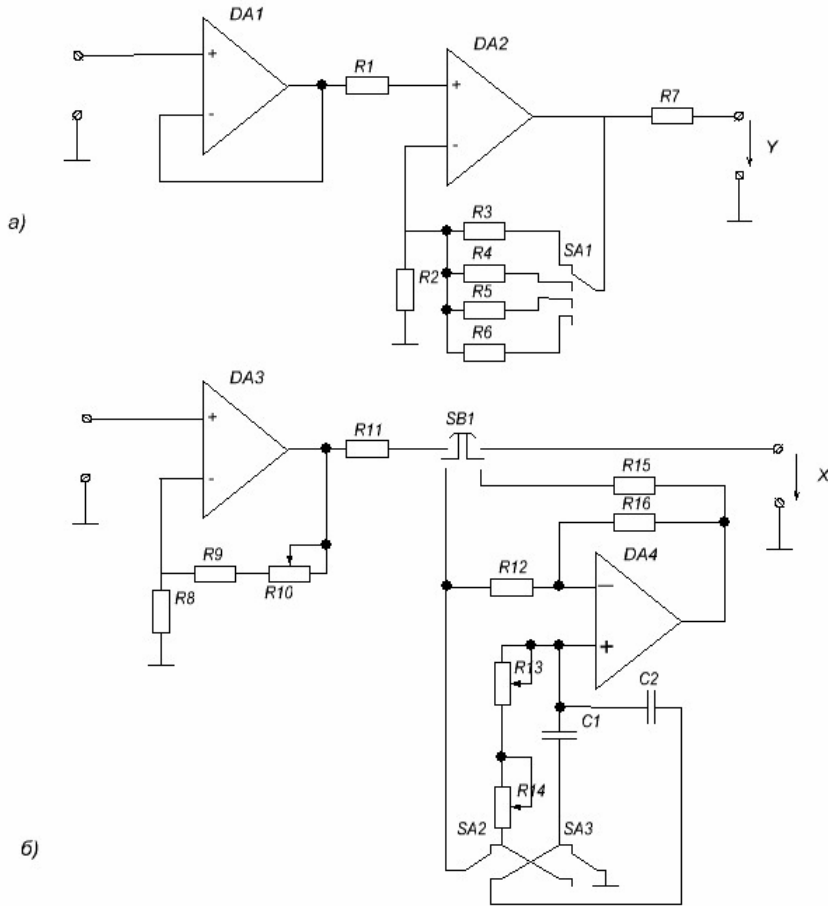 DA1
+
-
R1
DA2
+
-
R7
Y
а)
R3
SA1
R4
R2
R5
R6
DA3
+
-
R11
SB1
X
R15
R16
DA4
R9
R12
−
R8
R10
+
R13
C2
C1
R14
SA2
SA3
б)